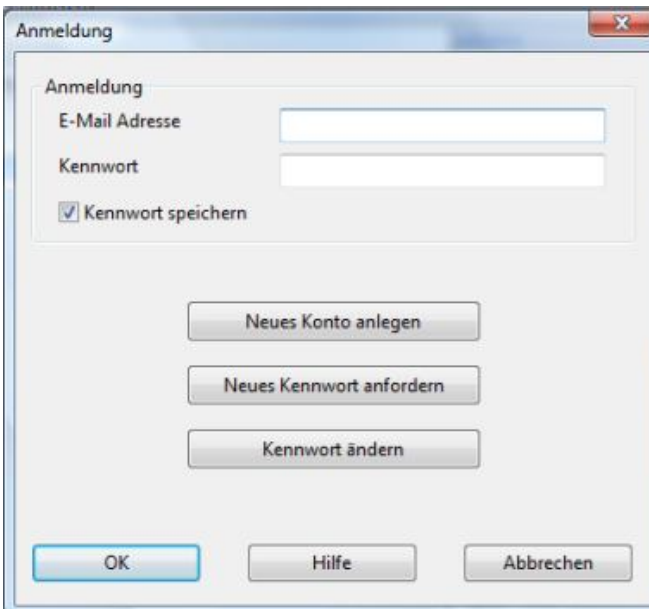 Anmeldung
Anmeldung
E-Mail Adresse
Kennwort
Kennwort speichern
Neues Konto anlegen
Neues Kennwort anfordern
Kennwort ändern
OK Hilfe Abbrechen